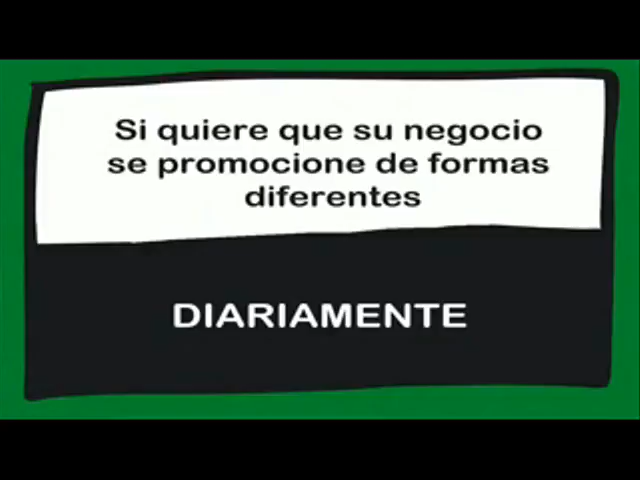 Si quiere que su negocio
se promocione de formas
diferentes
DIARIAMENTE